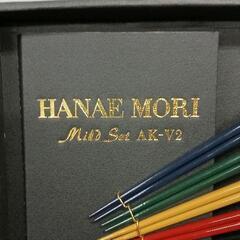 HANAE MORI
Mild Set AK-V2